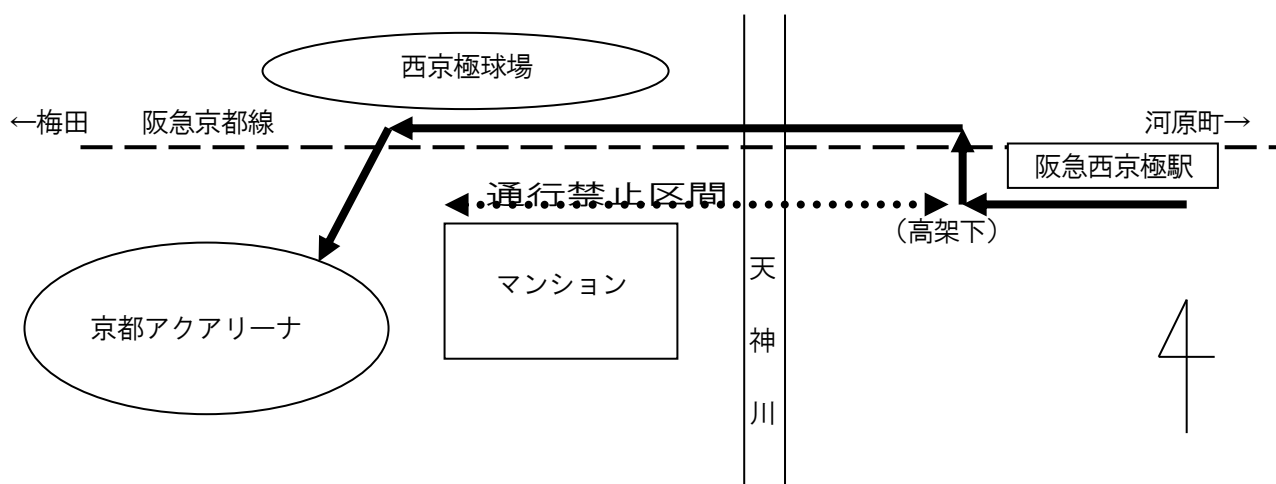 西京極球場
←梅田
阪急京都線
河原町→
阪急西京極駅
通行禁止区間
（高架下）
マンション
京都アクアリーナ
天神川